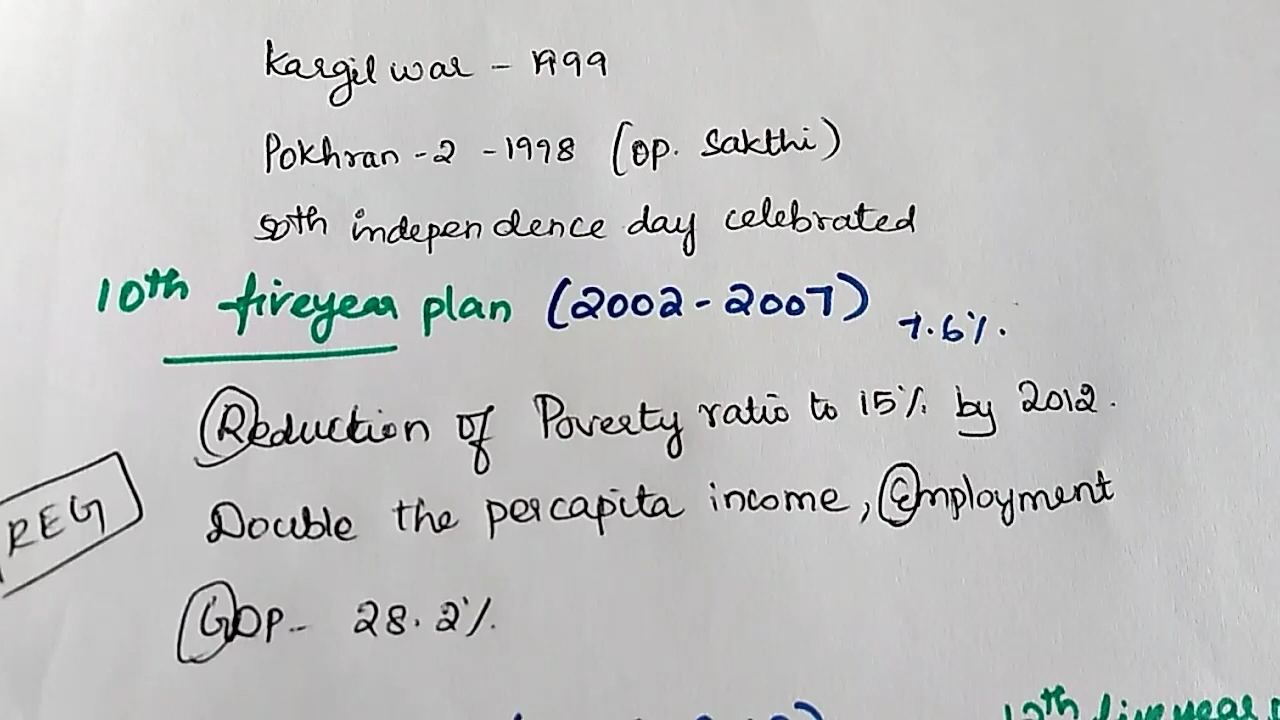 Kargil war - 1999
Pokhran - 2 - 1998 (op. Sakthi)
50th independence day celebrated
10th fiveyear plan (2002-2007) 7.6%.
Reduction of Poverty ratio to 15% by 2012.
REG
Double the percapita income, Employment
GDP - 28.2%.
fiveyear